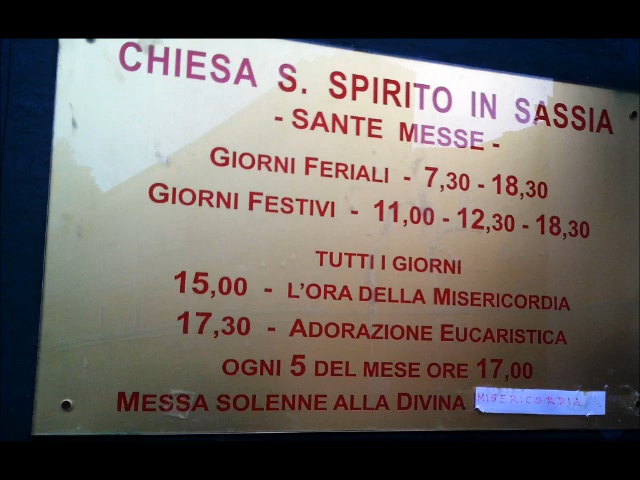 CHIESA S. SPIRITO IN SASSIA
- SANTE MESSE -
GIORNI FERIALI - 7,30 - 18,30
GIORNI FESTIVI - 11,00 - 12,30 - 18,30
TUTTI I GIORNI
15,00 - L'ORA DELLA MISERICORDIA
17,30 - ADORAZIONE EUCARISTICA
OGNI 5 DEL MESE ORE 17,00
MESSA SOLENNE ALLA DIVINA MISERICORDIA